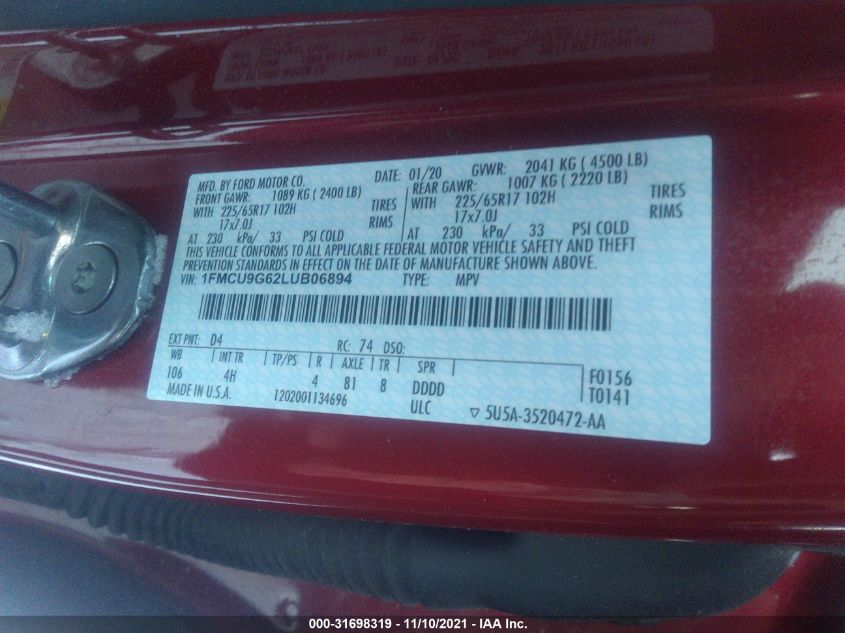 MFD. BY FORD MOTOR CO. DATE: 01/20 GVWR: 2041 KG ( 4500 LB)
FRONT GAWR: 1089 KG ( 2400 LB) REAR GAWR: 1007 KG ( 2220 LB)
WITH 225/65R17 102H TIRES WITH 225/65R17 102H TIRES
17x7.0J RIMS 17x7.0J RIMS
AT 230 kPa/ 33 PSI COLD AT 230 kPa/ 33 PSI COLD
THIS VEHICLE CONFORMS TO ALL APPLICABLE FEDERAL MOTOR VEHICLE SAFETY AND THEFT
PREVENTION STANDARDS IN EFFECT ON THE DATE OF MANUFACTURE SHOWN ABOVE.
VIN: 1FMCU9G62LUB06894 TYPE: MPV
EXT PNT: D4 RC: 74 DSO:
WB INT TR TP/PS R AXLE TR SPR F0156
106 4H 4 81 8 DDDD T0141
MADE IN U.S.A. 1202001134696 ULC ▽ 5U5A-3520472-AA
000-31698319 - 11/10/2021 - IAA Inc.